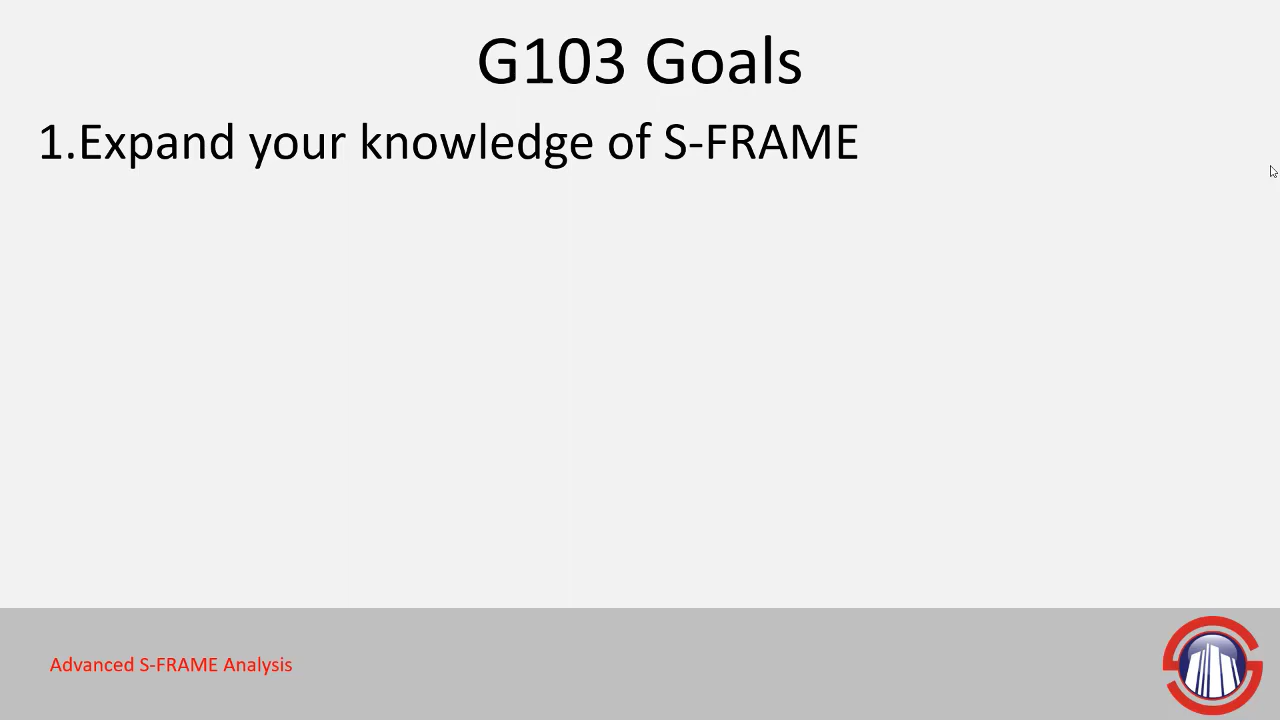 G103 Goals
1.Expand your knowledge of S-FRAME
Advanced S-FRAME Analysis